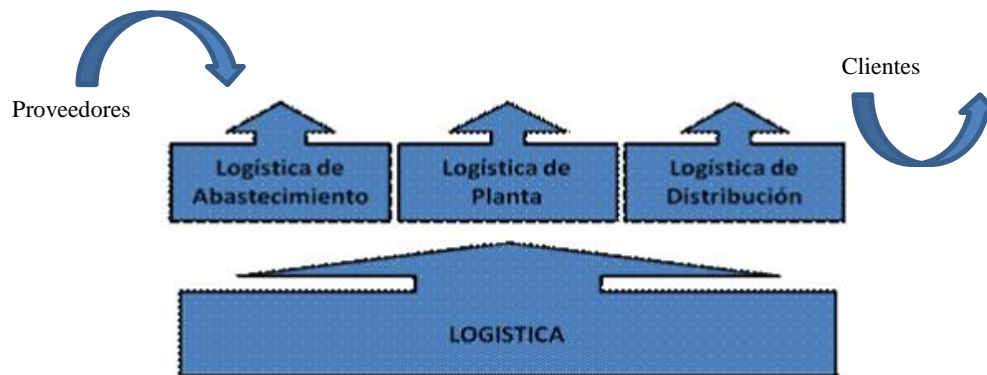 Clientes
Proveedores
Logística de
Abastecimiento
Logística de
Planta
Logística de
Distribución
LOGISTICA